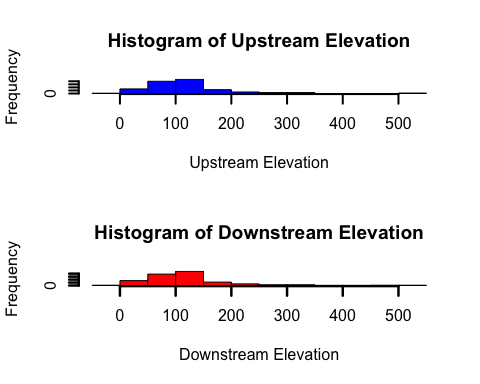 Histogram of Upstream Elevation
Frequency
0
0 100 200 300 400 500
Upstream Elevation
Histogram of Downstream Elevation
Frequency
0
0 100 200 300 400 500
Downstream Elevation